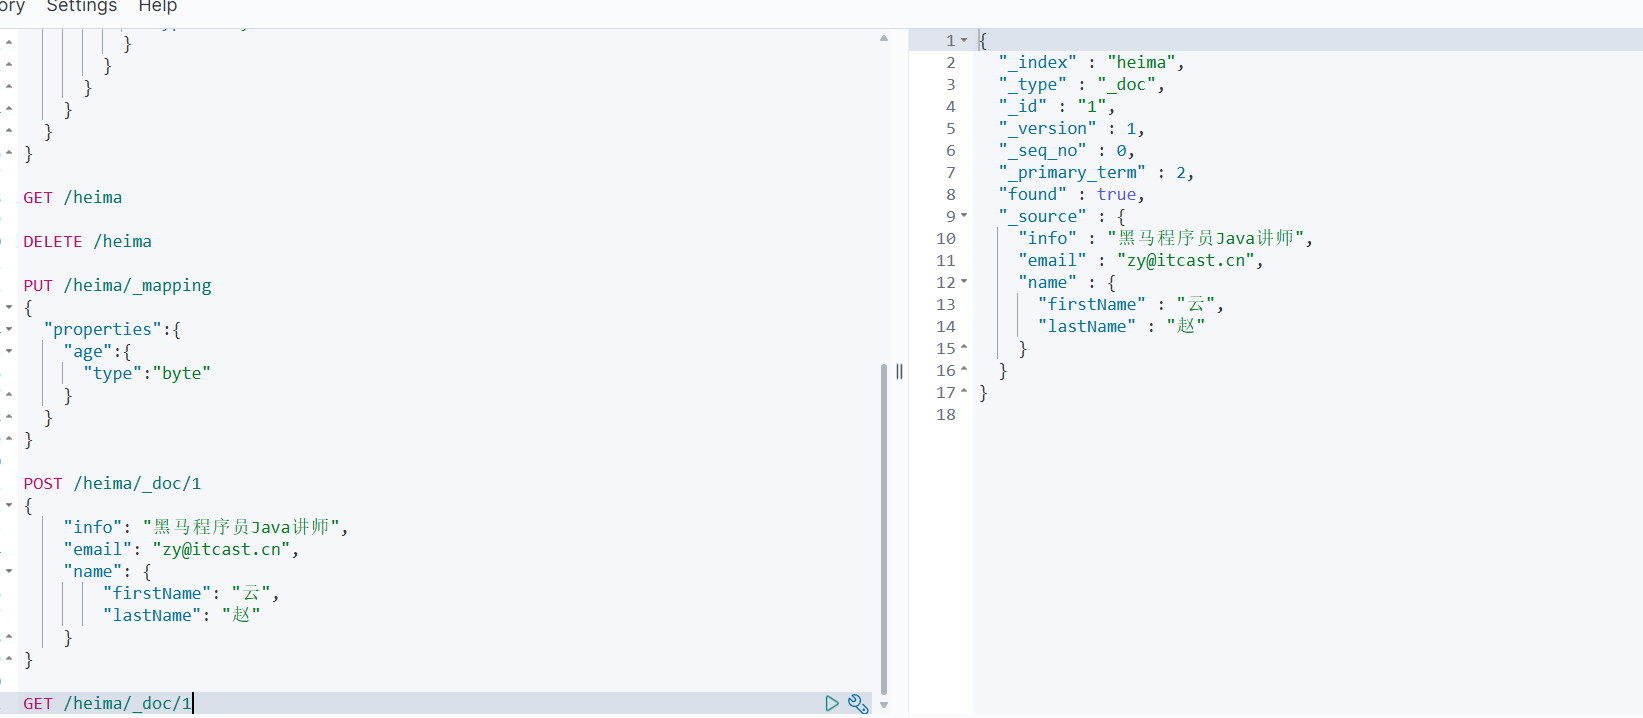 ory Settings Help
}
}
}
}
}
}
GET /heima
DELETE /heima
PUT /heima/_mapping
{
"properties":{
"age":{
"type":"byte"
}
}
}
POST /heima/_doc/1
{
"info": "黑马程序员Java讲师",
"email": "zy@itcast.cn",
"name": {
"firstName": "云",
"lastName": "赵"
}
}
GET /heima/_doc/1
1 {
2 "_index" : "heima",
3 "_type" : "_doc",
4 "_id" : "1",
5 "_version" : 1,
6 "_seq_no" : 0,
7 "_primary_term" : 2,
8 "found" : true,
9 "_source" : {
10 "info" : "黑马程序员Java讲师",
11 "email" : "zy@itcast.cn",
12 "name" : {
13 "firstName" : "云",
14 "lastName" : "赵"
15 }
16 }
17 }
18